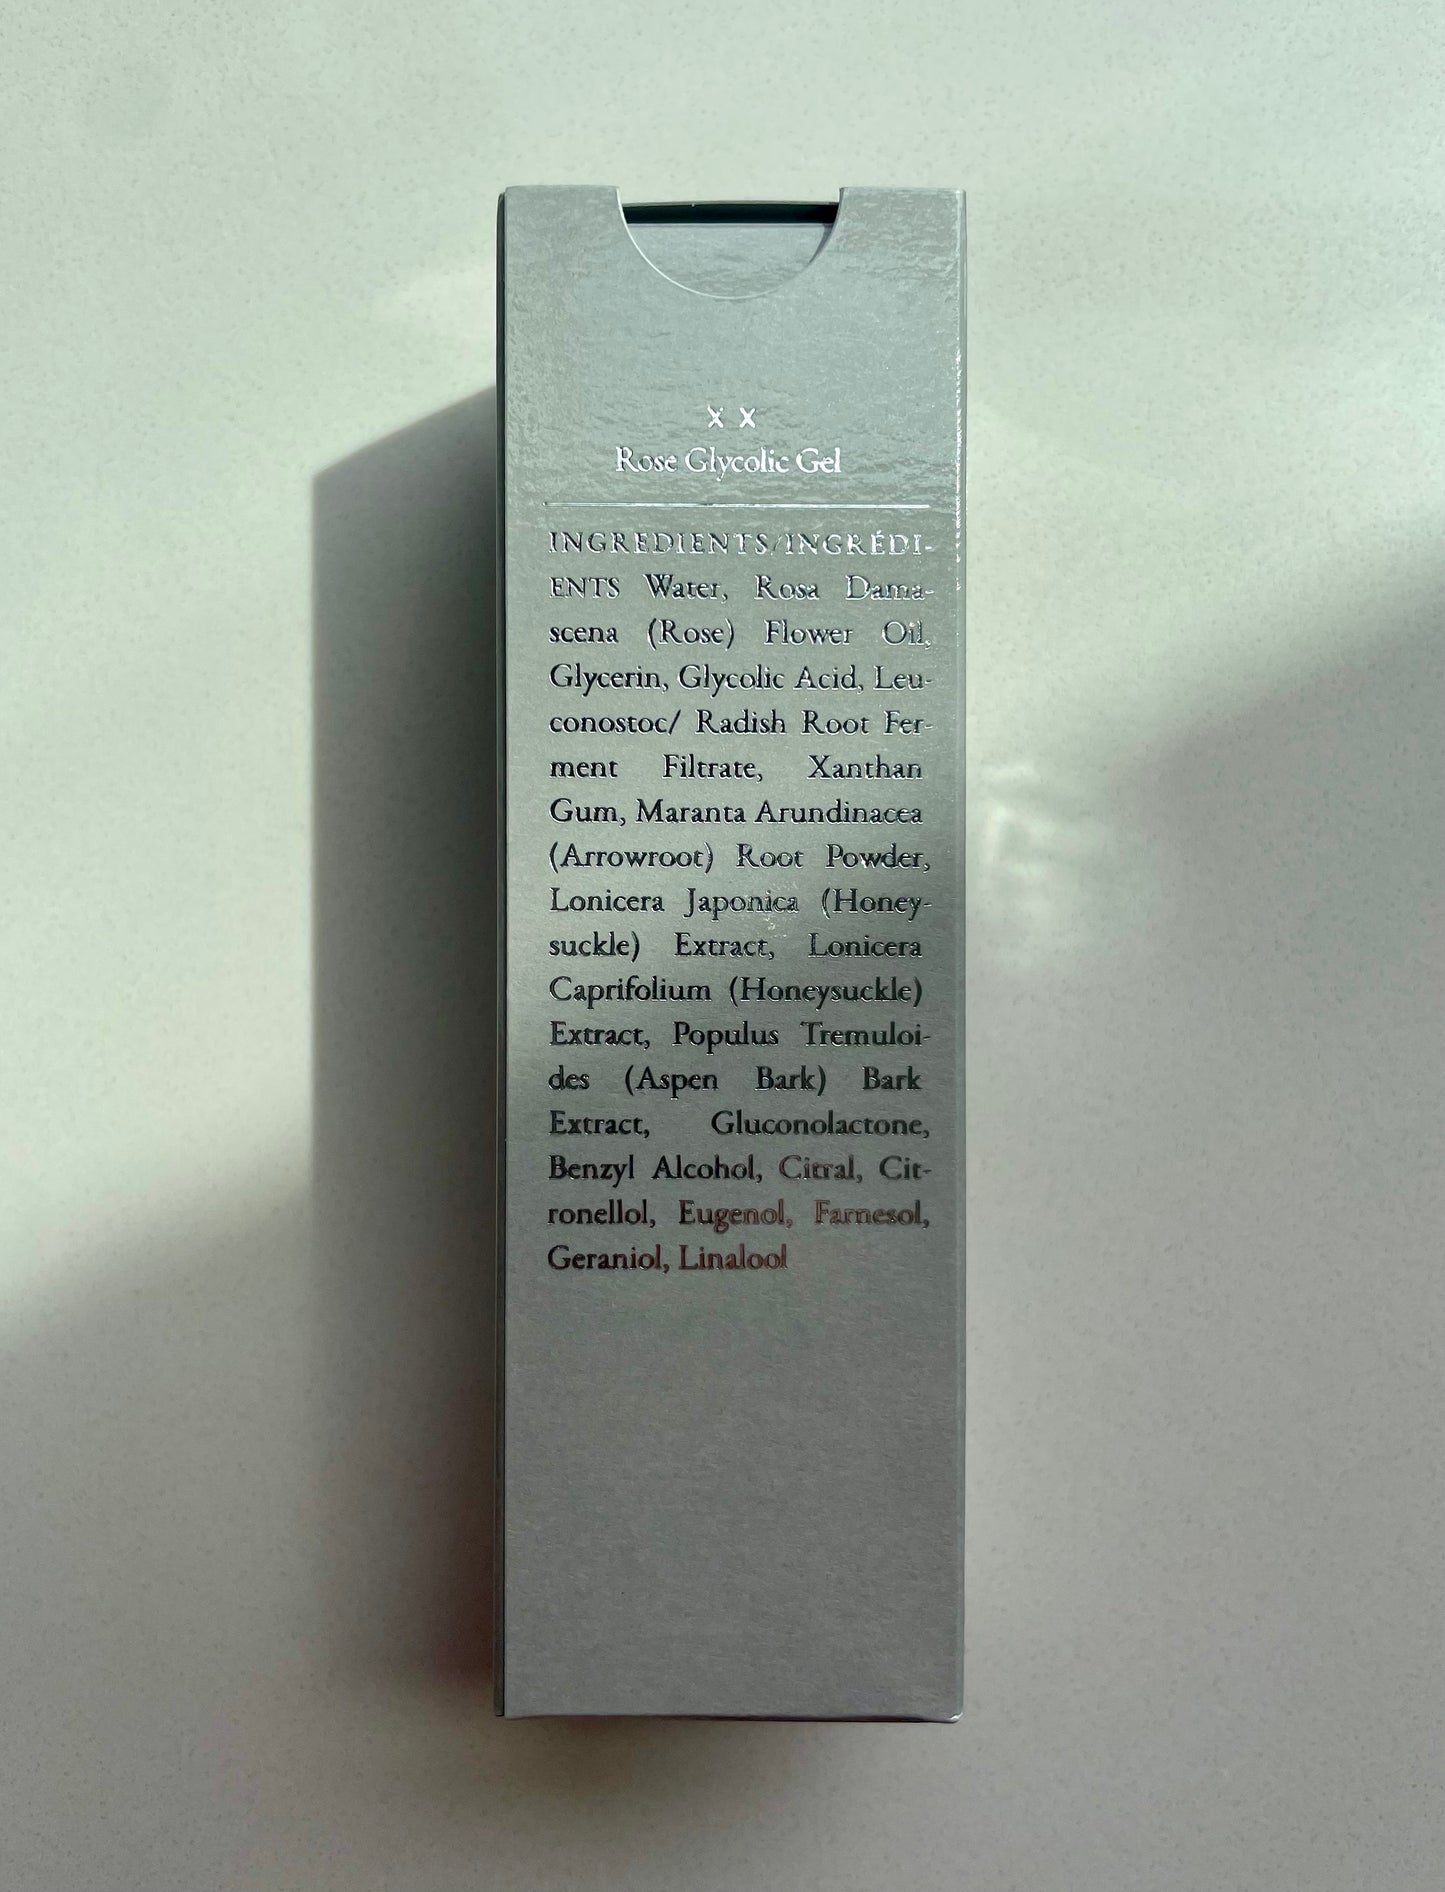 x x
Rose Glycolic Gel
INGREDIENTS/INGRÉDI-
ENTS Water, Rosa Dama-
scena (Rose) Flower Oil,
Glycerin, Glycolic Acid, Leu-
conostoc/ Radish Root Fer-
ment Filtrate, Xanthan
Gum, Maranta Arundinacea
(Arrowroot) Root Powder,
Lonicera Japonica (Honey-
suckle) Extract, Lonicera
Caprifolium (Honeysuckle)
Extract, Populus Tremuloi-
des (Aspen Bark) Bark
Extract, Gluconolactone,
Benzyl Alcohol, Citral, Cit-
ronellol, Eugenol, Farnesol,
Geraniol, Linalool